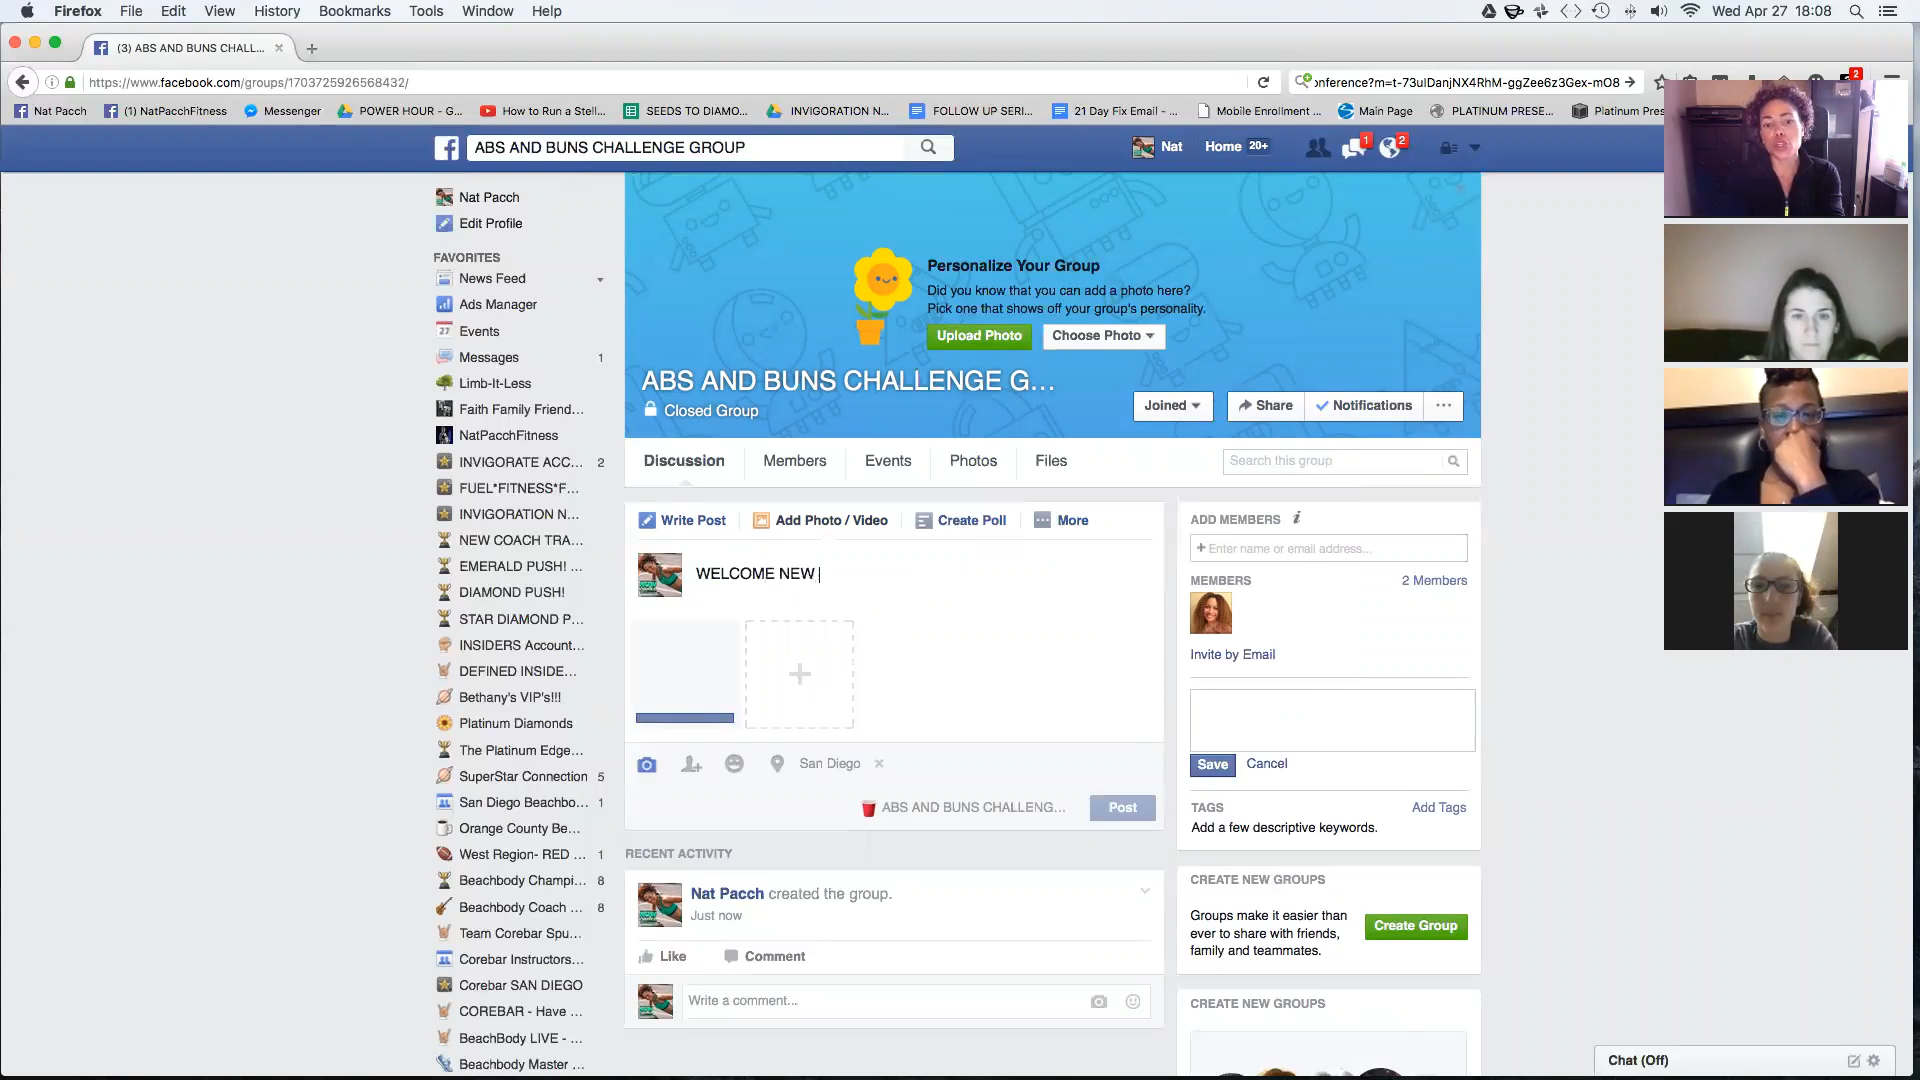 Firefox File Edit View History Bookmarks Tools Window Help
Wed Apr 27 18:08
(3) ABS AND BUNS CHALL...
https://www.facebook.com/groups/1703725926568432/
onference?m=t-73ulDanjNX4RhM-ggZee6z3Gex-mO8
2
Nat Pacch
(1) NatPacchFitness
Messenger
POWER HOUR - G...
How to Run a Stell...
SEEDS TO DIAMO...
INVIGORATION N...
FOLLOW UP SERI...
21 Day Fix Email - ...
Mobile Enrollment ...
Main Page
PLATINUM PRESE...
Platinum Pres
ABS AND BUNS CHALLENGE GROUP
Nat
Home 20+
1
2
Nat Pacch
Edit Profile
FAVORITES
News Feed
Ads Manager
27 Events
Messages 1
Limb-It-Less
Faith Family Friend...
NatPacchFitness
INVIGORATE ACC... 2
FUEL*FITNESS*F...
INVIGORATION N...
NEW COACH TRA...
EMERALD PUSH! ...
DIAMOND PUSH!
STAR DIAMOND P...
INSIDERS Account...
DEFINED INSIDE...
Bethany's VIP's!!!
Platinum Diamonds
The Platinum Edge...
SuperStar Connection 5
San Diego Beachbo... 1
Orange County Be...
West Region- RED ... 1
Beachbody Champi... 8
Beachbody Coach ... 8
Team Corebar Spu...
Corebar Instructors...
Corebar SAN DIEGO
COREBAR - Have ...
BeachBody LIVE - ...
Beachbody Master ...
Personalize Your Group
Did you know that you can add a photo here?
Pick one that shows off your group's personality.
Upload Photo
Choose Photo
ABS AND BUNS CHALLENGE G...
Closed Group
Joined
Share
Notifications
Discussion
Members
Events
Photos
Files
Search this group
Write Post
Add Photo / Video
Create Poll
More
WELCOME NEW
San Diego
ABS AND BUNS CHALLENG...
Post
RECENT ACTIVITY
Nat Pacch created the group.
Just now
Like
Comment
Write a comment...
ADD MEMBERS
Enter name or email address...
MEMBERS
2 Members
Invite by Email
Save
Cancel
TAGS
Add Tags
Add a few descriptive keywords.
CREATE NEW GROUPS
Groups make it easier than
ever to share with friends,
family and teammates.
Create Group
CREATE NEW GROUPS
Chat (Off)